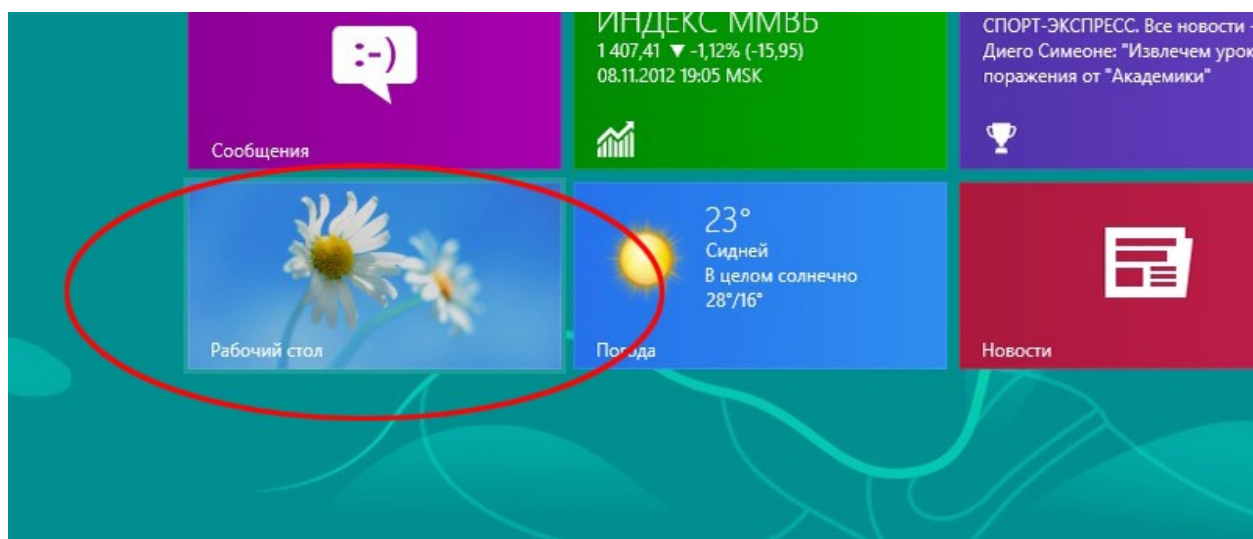 :-)
Сообщения
ИНДЕКС ММВБ
1 407,41 ▼ -1,12% (-15,95)
08.11.2012 19:05 MSK
СПОРТ-ЭКСПРЕСС. Все новости -
Диего Симеоне: "Извлечем урок
поражения от "Академики"
Рабочий стол
23°
Сидней
В целом солнечно
28°/16°
Погода
Новости